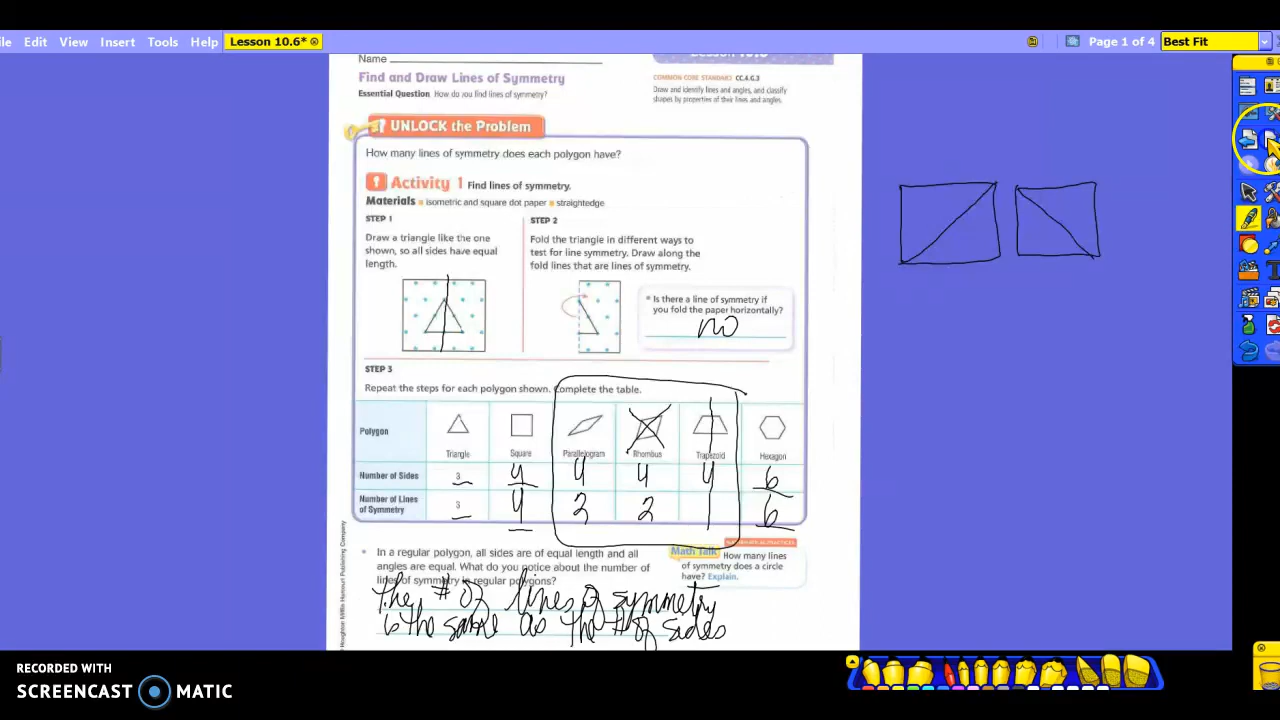 File Edit View Insert Tools Help Lesson 10.6* Page 1 of 4 Best Fit
Name
Find and Draw Lines of Symmetry
Essential Question How do you find lines of symmetry?
COMMON CORE STANDARD CC.4.G.3
Draw and identify lines and angles, and classify
shapes by properties of their lines and angles.
UNLOCK the Problem
How many lines of symmetry does each polygon have?
Activity 1 Find lines of symmetry.
Materials ■ isometric and square dot paper ■ straightedge
STEP 1
Draw a triangle like the one
shown, so all sides have equal
length.
STEP 2
Fold the triangle in different ways to
test for line symmetry. Draw along the
fold lines that are lines of symmetry.
• Is there a line of symmetry if
you fold the paper horizontally?
no
STEP 3
Repeat the steps for each polygon shown. Complete the table.
Polygon Triangle Square Parallelogram Rhombus Trapezoid Hexagon
Number of Sides 3 4 4 4 4 6
Number of Lines of Symmetry 3 4 2 2 1 6
• In a regular polygon, all sides are of equal length and all
angles are equal. What do you notice about the number of
lines of symmetry in regular polygons?
the # of lines of symmetry
is the same as the # of sides
Math Talk How many lines
of symmetry does a circle
have? Explain.
Houghton Mifflin Harcourt Publishing Company
RECORDED WITH
SCREENCAST MATIC